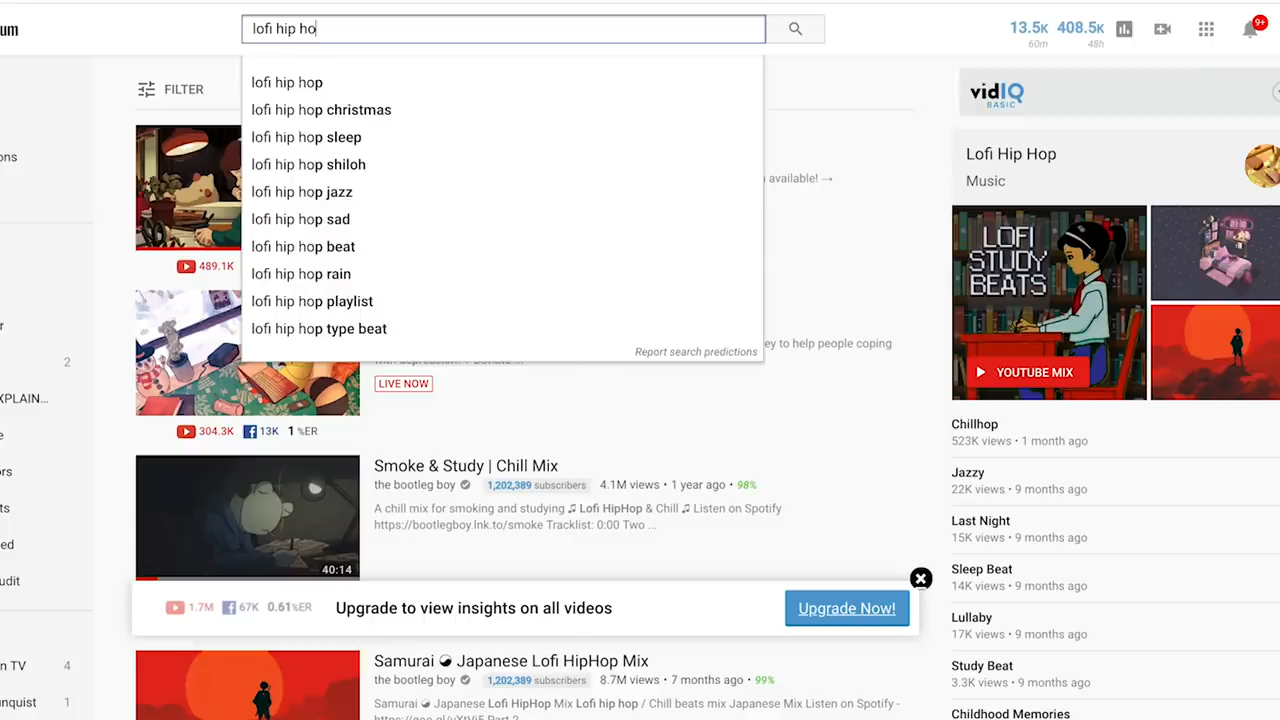 um
lofi hip ho
13.5K 408.5K
60m 48h
9+
FILTER
lofi hip hop
lofi hip hop christmas
lofi hip hop sleep
lofi hip hop shiloh
lofi hip hop jazz
lofi hip hop sad
lofi hip hop beat
lofi hip hop rain
lofi hip hop playlist
lofi hip hop type beat
Report search predictions
available! →
ey to help people coping
LIVE NOW
489.1K
304.3K 13K 1 %ER
Smoke & Study | Chill Mix
the bootleg boy 1,202,389 subscribers 4.1M views • 1 year ago • 98%
A chill mix for smoking and studying ♫ Lofi HipHop & Chill ♫ Listen on Spotify
https://bootlegboy.lnk.to/smoke Tracklist: 0:00 Two ...
40:14
1.7M 67K 0.61%ER
Upgrade to view insights on all videos
Upgrade Now!
Samurai ☯ Japanese Lofi HipHop Mix
the bootleg boy 1,202,389 subscribers 8.7M views • 7 months ago • 99%
Samurai ☯ Japanese Lofi HipHop Mix Lofi hip hop / Chill beats mix Japanese Mix Listen on Spotify -
ons
r
2
XPLAIN...
e
ors
ts
ed
udit
n TV 4
nquist 1
vidIQ
BASIC
Lofi Hip Hop
Music
LOFI
STUDY
BEATS
YOUTUBE MIX
Chillhop
523K views • 1 month ago
Jazzy
22K views • 9 months ago
Last Night
15K views • 9 months ago
Sleep Beat
14K views • 9 months ago
Lullaby
17K views • 9 months ago
Study Beat
3.3K views • 9 months ago
Childhood Memories